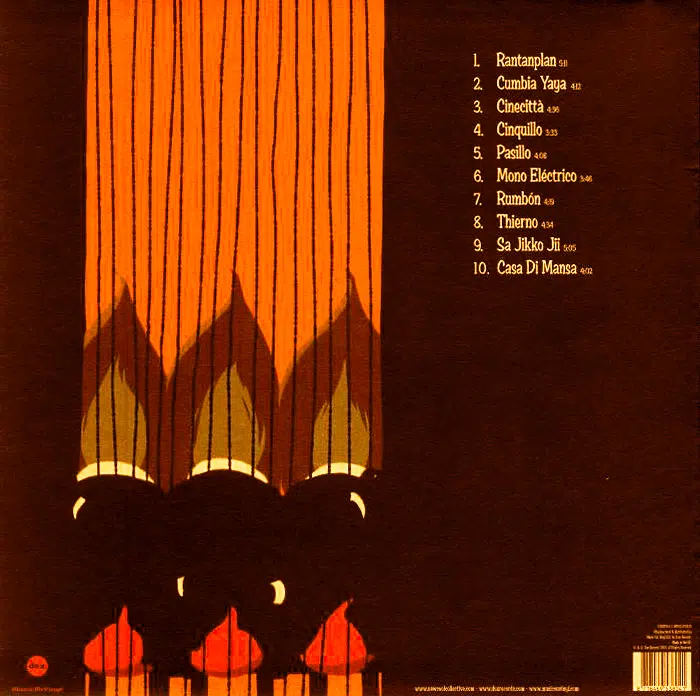 1. Rantanplan 5:11
2. Cumbia Yaya 4:12
3. Cinecittà 4:36
4. Cinquillo 3:33
5. Pasillo 4:08
6. Mono Eléctrico 3:46
7. Rumbón 4:19
8. Thierno 4:34
9. Sa Jikko Jii 5:05
10. Casa Di Mansa 4:02